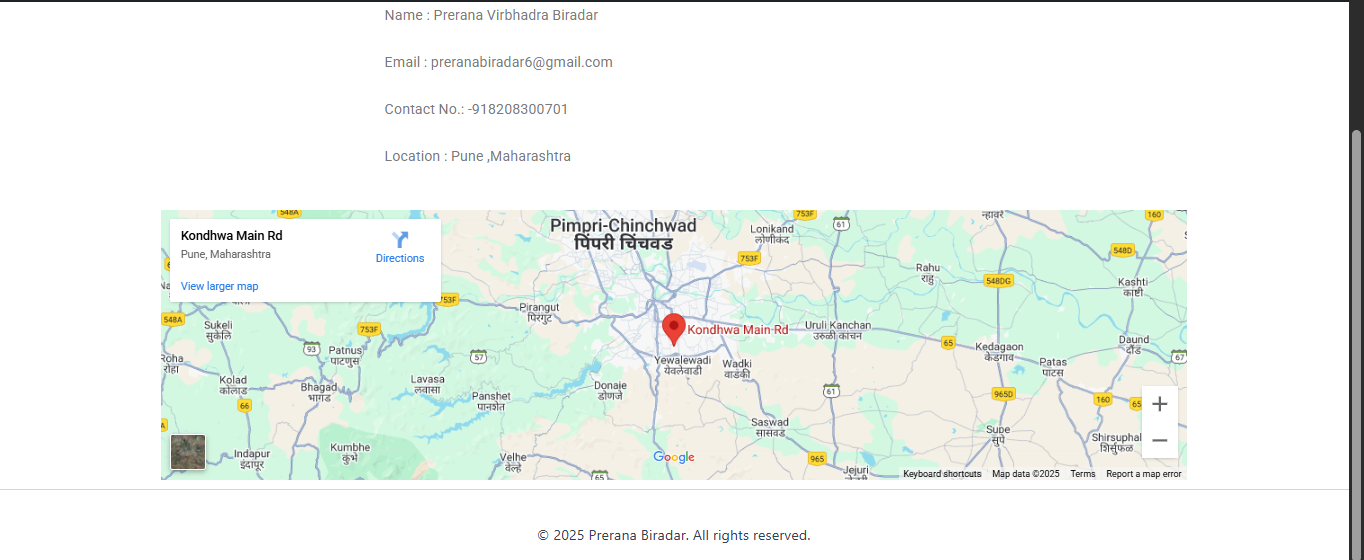 Name : Prerana Virbhadra Biradar
Email : preranabiradar6@gmail.com
Contact No.: -918208300701
Location : Pune ,Maharashtra
Kondhwa Main Rd
Pune, Maharashtra
Directions
View larger map
548A
Pimpri-Chinchwad
पिंपरी चिंचवड
753F
61
Lonikand
लोणीकंद
न्हावरे
160
753F
548D
Rahu
राहु
548DG
Kashti
काष्टी
753F
Pirangut
पिरंगुट
548A
Sukeli
सुकेलि
753F
Kondhwa Main Rd
Uruli Kanchan
उरुळी कांचन
65
Kedagaon
केडगाव
Daund
दौंड
67
Roha
रोहा
93
Patnus
पाटणुस
57
Yewalewadi
येवलेवाडी
Wadki
वाडकी
Patas
पाटस
Kolad
कोलाड
Bhagad
भागड
Lavasa
लवासा
Panshet
पानशेत
Donaje
डोणजे
61
965D
160
65
66
Saswad
सासवड
Supe
सुपे
Shirsuphal
शिर्सुफळ
Indapur
इंदापूर
Kumbhe
कुंभे
Velhe
वेल्हे
65
Google
965
Jejuri
जेजुरी
Keyboard shortcuts
Map data ©2025
Terms
Report a map error
© 2025 Prerana Biradar. All rights reserved.